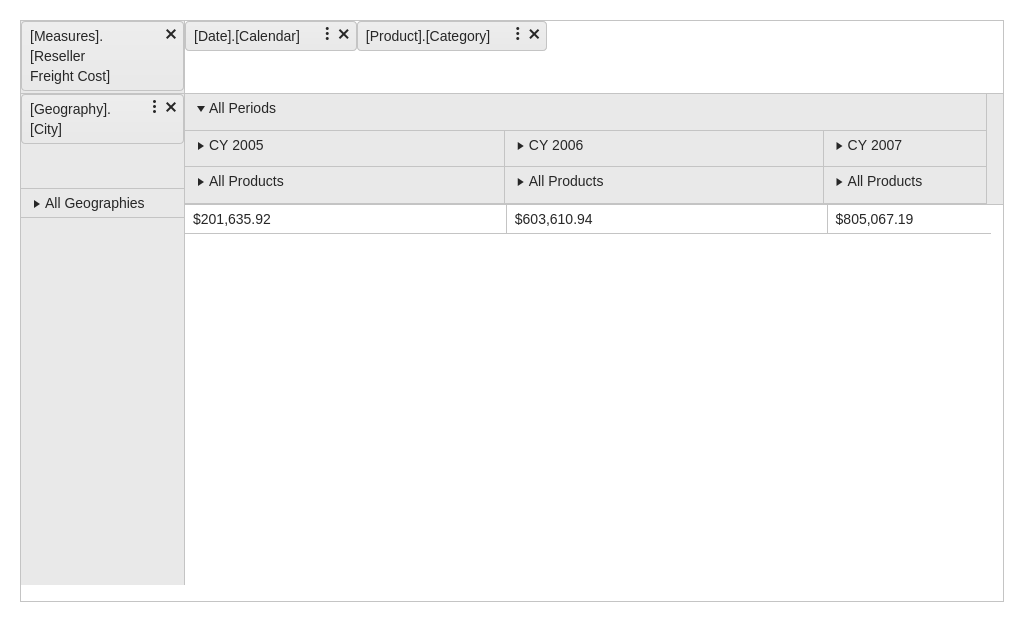 [Measures].
[Reseller
Freight Cost]
[Date].[Calendar]
[Product].[Category]
[Geography].
[City]
All Periods
CY 2005
CY 2006
CY 2007
All Products
All Products
All Products
All Geographies
$201,635.92
$603,610.94
$805,067.19